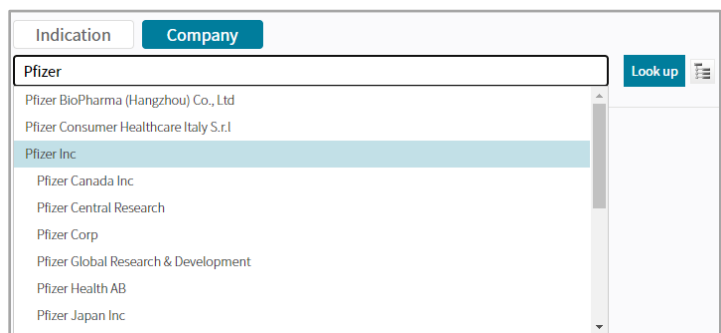 Indication Company
Pfizer
Look up
Pfizer BioPharma (Hangzhou) Co., Ltd
Pfizer Consumer Healthcare Italy S.r.l
Pfizer Inc
Pfizer Canada Inc
Pfizer Central Research
Pfizer Corp
Pfizer Global Research & Development
Pfizer Health AB
Pfizer Japan Inc